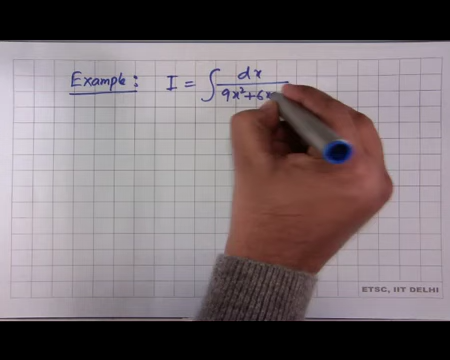 Example: I = ∫ dx
9x²+6x
ETSC, IIT DELHI